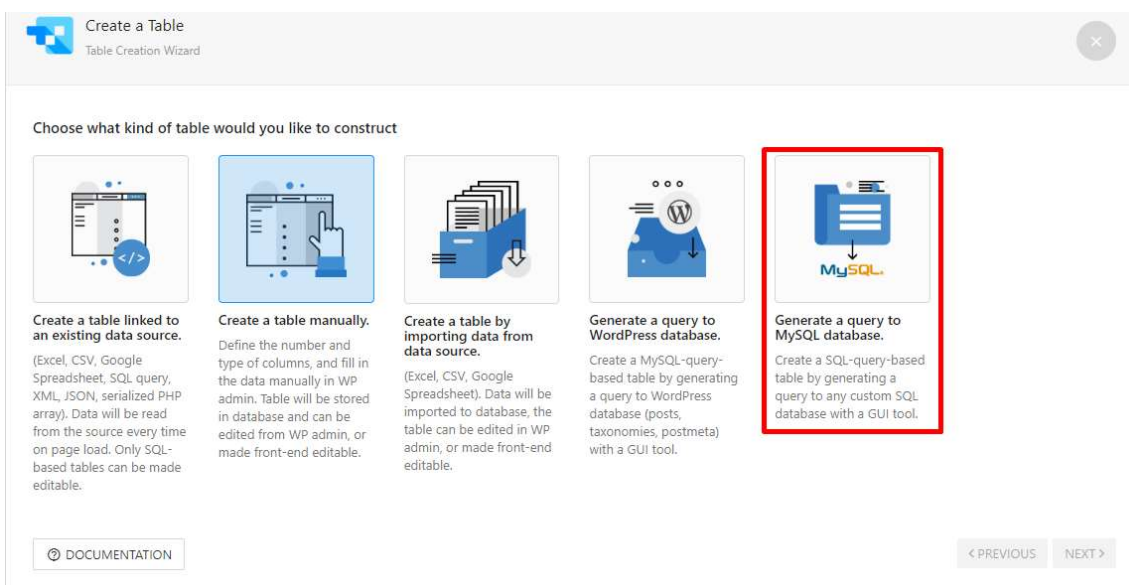 Create a Table
Table Creation Wizard
Choose what kind of table would you like to construct
MySQL.
Create a table linked to
an existing data source.
(Excel, CSV, Google
Spreadsheet, SQL query,
XML, JSON, serialized PHP
array). Data will be read
from the source every time
on page load. Only SQL-
based tables can be made
editable.
Create a table manually.
Define the number and
type of columns, and fill in
the data manually in WP
admin. Table will be stored
in database and can be
edited from WP admin, or
made front-end editable.
Create a table by
importing data from
data source.
(Excel, CSV, Google
Spreadsheet). Data will be
imported to database, the
table can be edited in WP
admin, or made front-end
editable.
Generate a query to
WordPress database.
Create a MySQL-query-
based table by generating
a query to WordPress
database (posts,
taxonomies, postmeta)
with a GUI tool.
Generate a query to
MySQL database.
Create a SQL-query-based
table by generating a
query to any custom SQL
database with a GUI tool.
DOCUMENTATION
< PREVIOUS
NEXT >